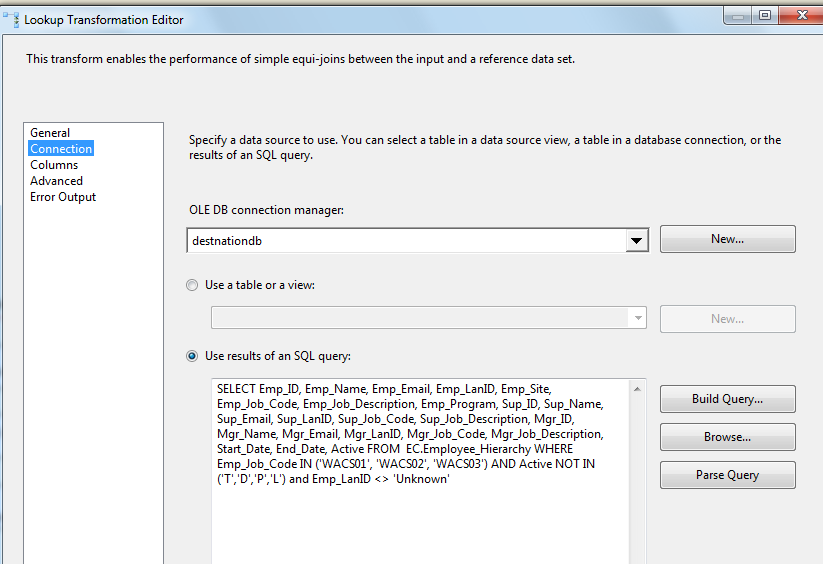 Lookup Transformation Editor
This transform enables the performance of simple equi-joins between the input and a reference data set.
General
Connection
Columns
Advanced
Error Output
Specify a data source to use. You can select a table in a data source view, a table in a database connection, or the
results of an SQL query.
OLE DB connection manager:
destnationdb
New...
Use a table or a view:
New...
Use results of an SQL query:
SELECT Emp_ID, Emp_Name, Emp_Email, Emp_LanID, Emp_Site,
Emp_Job_Code, Emp_Job_Description, Emp_Program, Sup_ID, Sup_Name,
Sup_Email, Sup_LanID, Sup_Job_Code, Sup_Job_Description, Mgr_ID,
Mgr_Name, Mgr_Email, Mgr_LanID, Mgr_Job_Code, Mgr_Job_Description,
Start_Date, End_Date, Active FROM  EC.Employee_Hierarchy WHERE
Emp_Job_Code IN ('WACS01', 'WACS02', 'WACS03') AND Active NOT IN
('T','D','P','L') and Emp_LanID <> 'Unknown'
Build Query...
Browse...
Parse Query